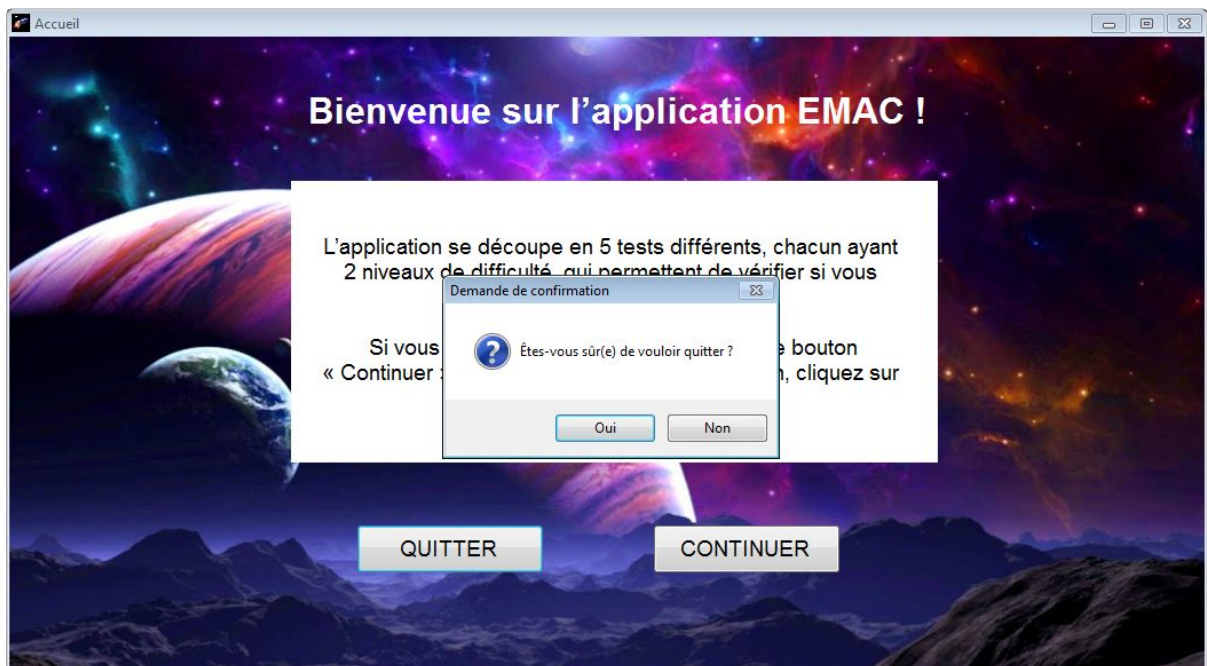 Accueil
Bienvenue sur l’application EMAC !
L’application se découpe en 5 tests différents, chacun ayant
2 niveaux de difficulté, qui permettent de vérifier si vous
Demande de confirmation
Êtes-vous sûr(e) de vouloir quitter ?
Si vous bouton
« Continuer cliquez sur
Oui Non
QUITTER CONTINUER